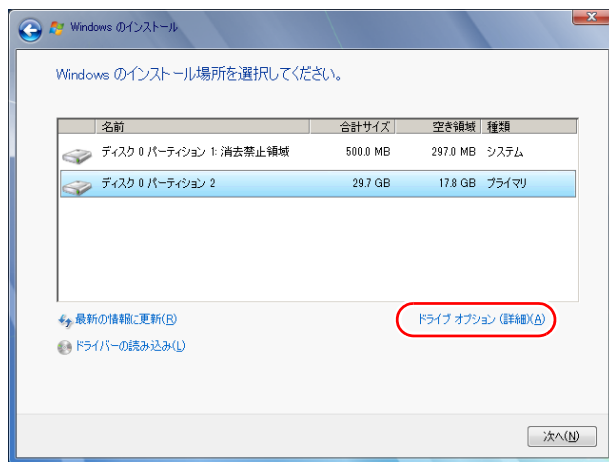 Windows のインストール
Windows のインストール場所を選択してください。
名前 合計サイズ 空き領域 種類
ディスク 0 パーティション 1: 消去禁止領域 500.0 MB 297.0 MB システム
ディスク 0 パーティション 2 29.7 GB 17.8 GB プライマリ
最新の情報に更新(R) ドライブ オプション (詳細)(A)
ドライバーの読み込み(L)
次へ(N)